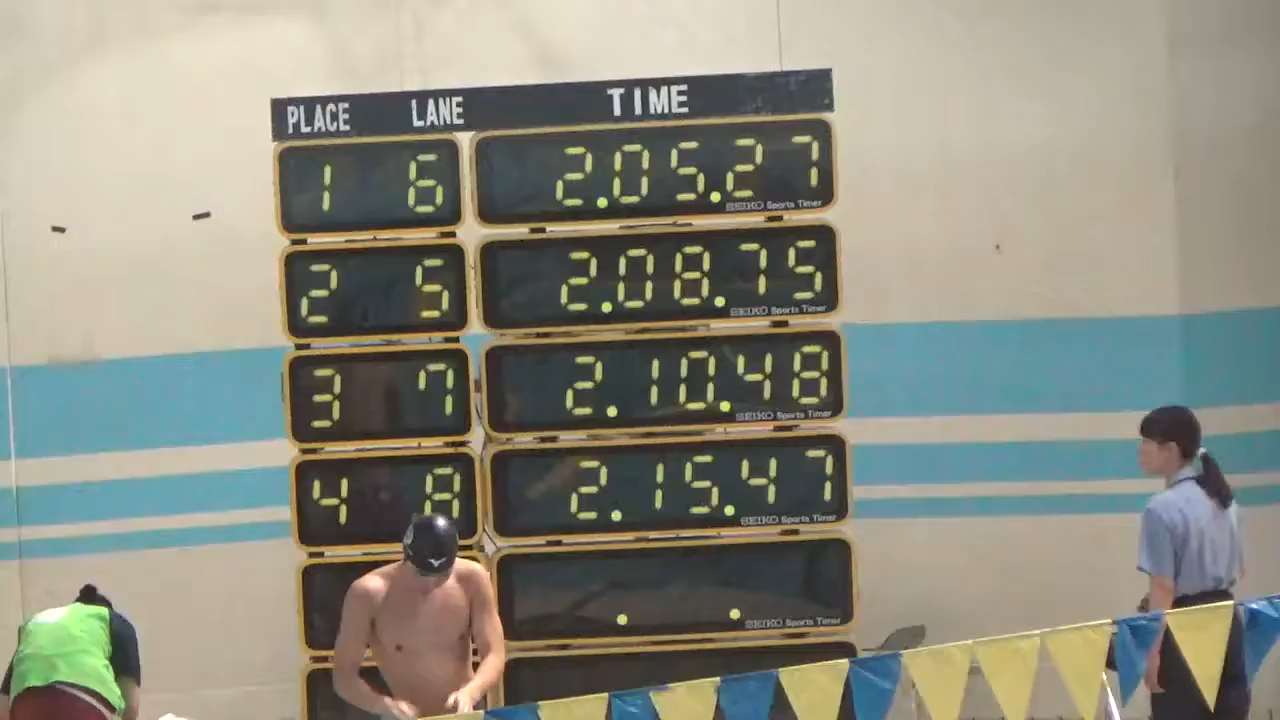 PLACE LANE TIME
1 6 2.05.27
SEIKO Sports Timer
2 5 2.08.75
SEIKO Sports Timer
3 7 2.10.48
SEIKO Sports Timer
4 8 2.15.47
SEIKO Sports Timer
SEIKO Sports Timer